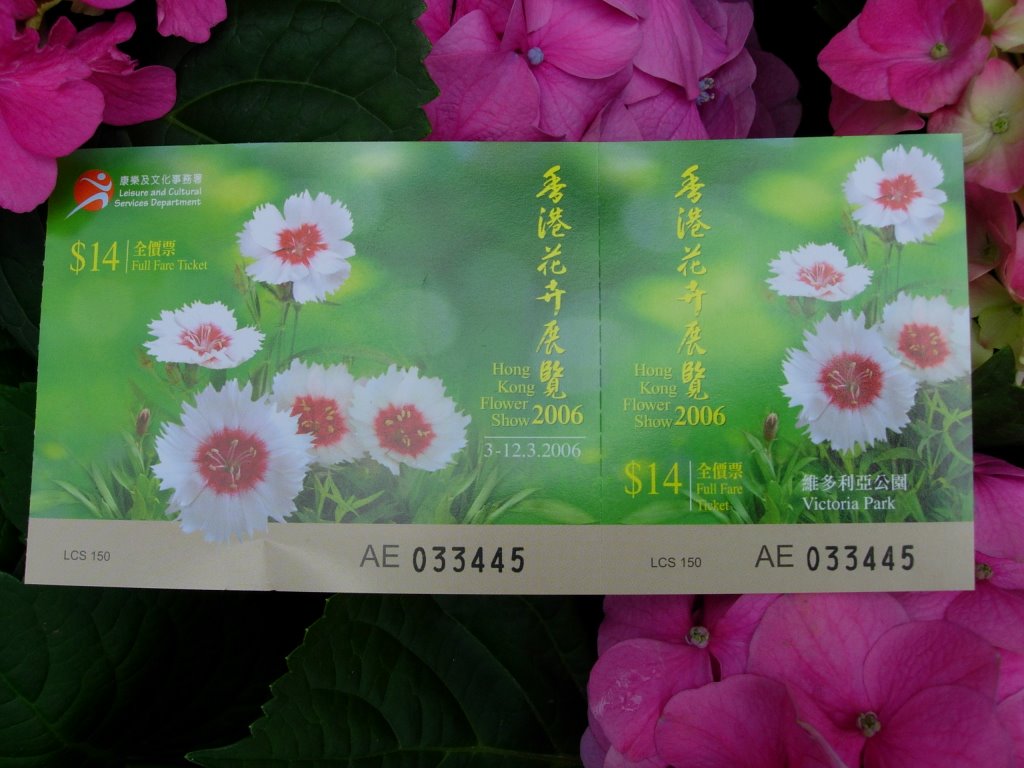 康樂及文化事務署
Leisure and Cultural
Services Department
$14 全價票
Full Fare Ticket
香港花卉展覽
Hong
Kong
Flower
Show 2006
3-12.3.2006
LCS 150
AE 033445
香港花卉展覽
Hong
Kong
Flower
Show 2006
$14 全價票
Full Fare
Ticket
維多利亞公園
Victoria Park
LCS 150
AE 033445